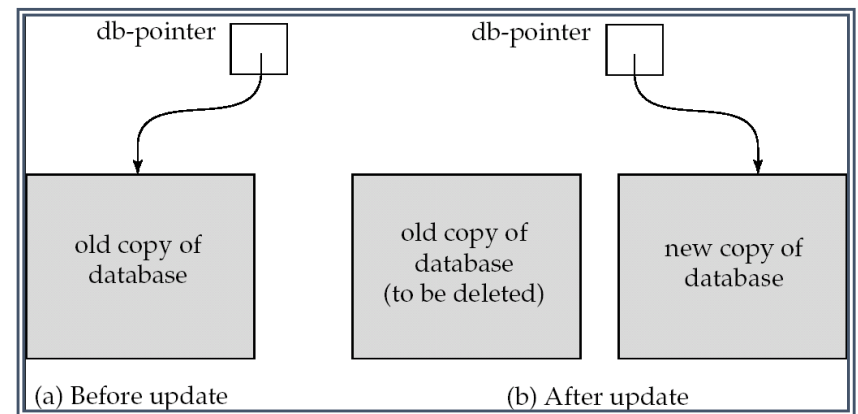 db-pointer
db-pointer
old copy of
database
old copy of
database
(to be deleted)
new copy of
database
(a) Before update
(b) After update